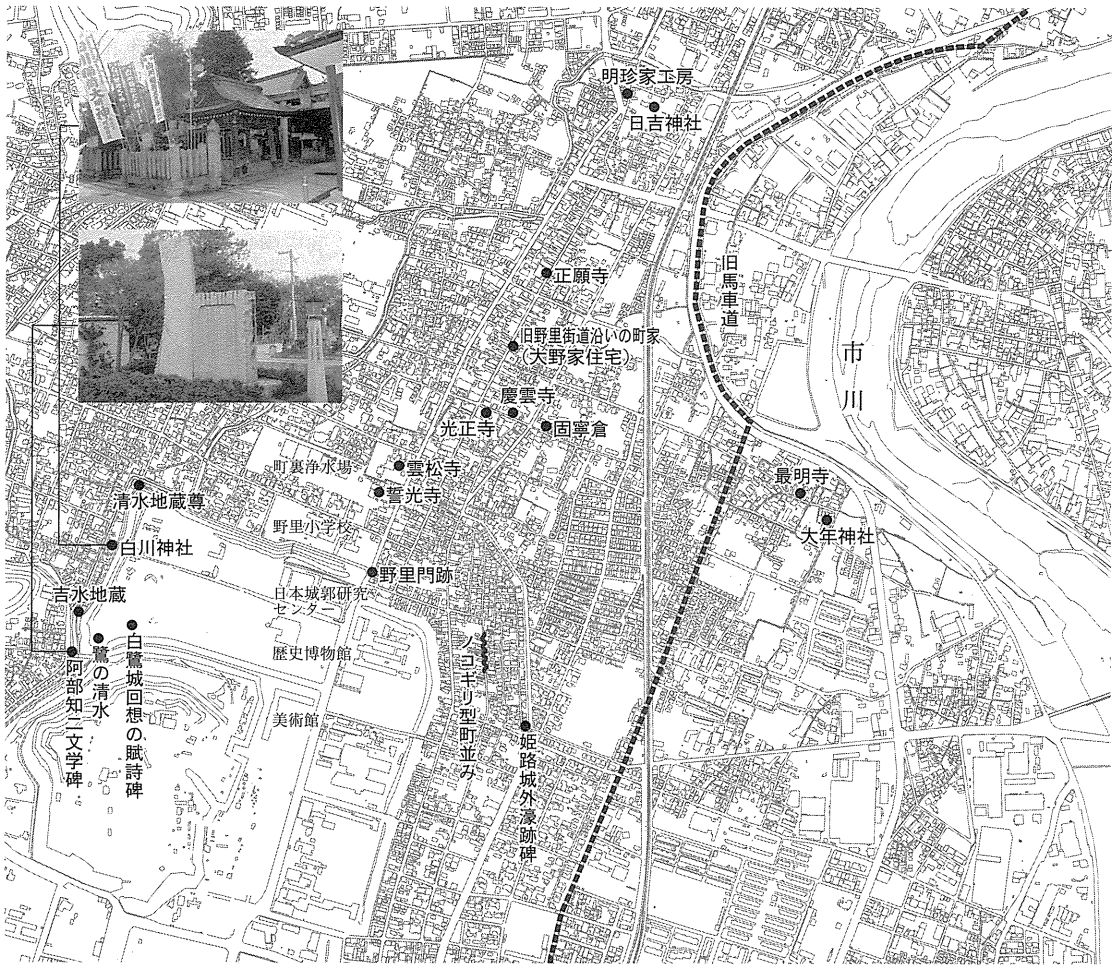 明珍家工房
日吉神社
正願寺
旧馬車道
旧野里街道沿いの町家
（大野家住宅）
市川
慶雲寺
光正寺
固寧倉
町裏浄水場
雲松寺
誓光寺
最明寺
大年神社
清水地蔵尊
野里小学校
白川神社
野里門跡
日本城郭研究
センター
吉水地蔵
歴史博物館
美術館
阿部知二文学碑
鷺の清水
白鷺城回想の賦詩碑
ノコギリ型町並み
姫路城外濠跡碑